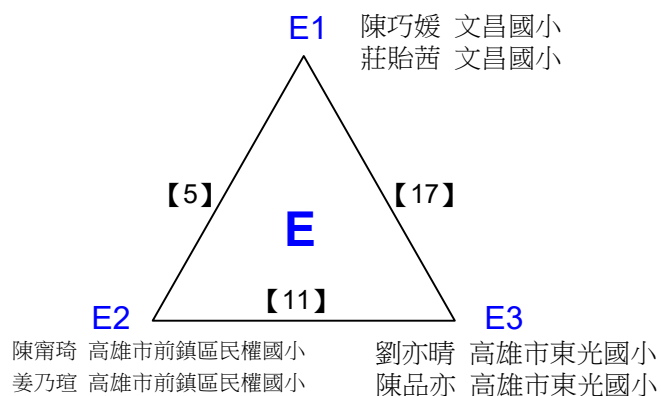 E1
陳巧媛 文昌國小
莊貽茜 文昌國小
【5】
【17】
E
【11】
E2
E3
陳甯琦 高雄市前鎮區民權國小
姜乃瑄 高雄市前鎮區民權國小
劉亦晴 高雄市東光國小
陳品亦 高雄市東光國小